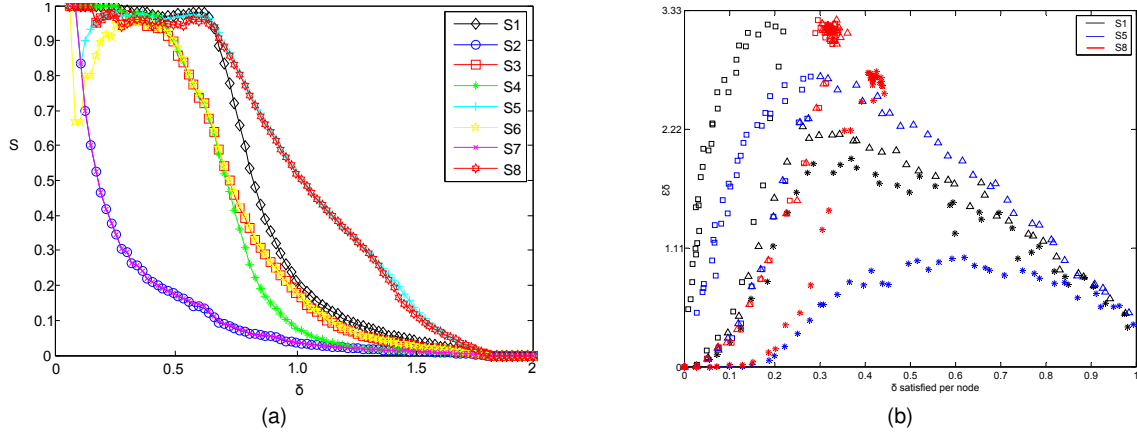 1
0.9
0.8
0.7
0.6
0.5
0.4
0.3
0.2
0.1
0
S
0.5
1.0
1.5
2
δ
S1
S2
S3
S4
S5
S6
S7
S8
(a)
3.33
2.22
1.11
0
0 0.1 0.2 0.3 0.4 0.5 0.6 0.7 0.8 0.9 1
δ satisfied per node
S1
S5
S8
(b)